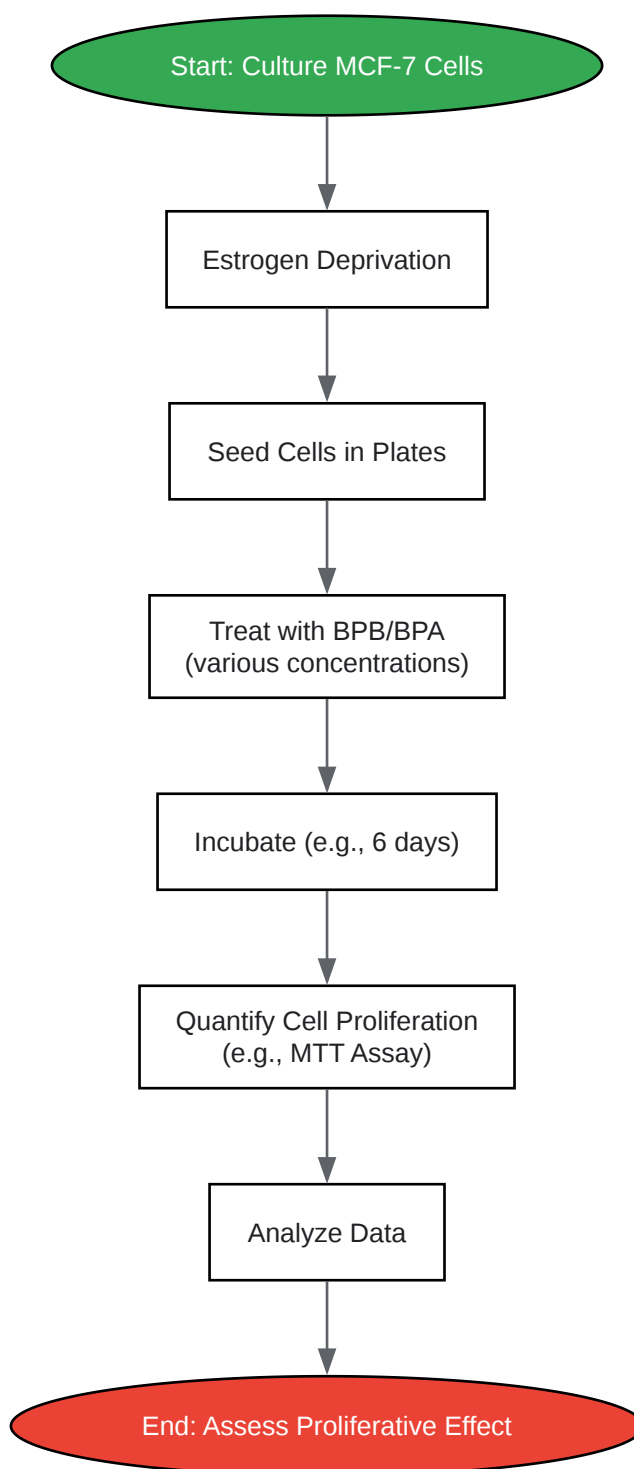 Start: Culture MCF-7 Cells
Estrogen Deprivation
Seed Cells in Plates
Treat with BPB/BPA
(various concentrations)
Incubate (e.g., 6 days)
Quantify Cell Proliferation
(e.g., MTT Assay)
Analyze Data
End: Assess Proliferative Effect